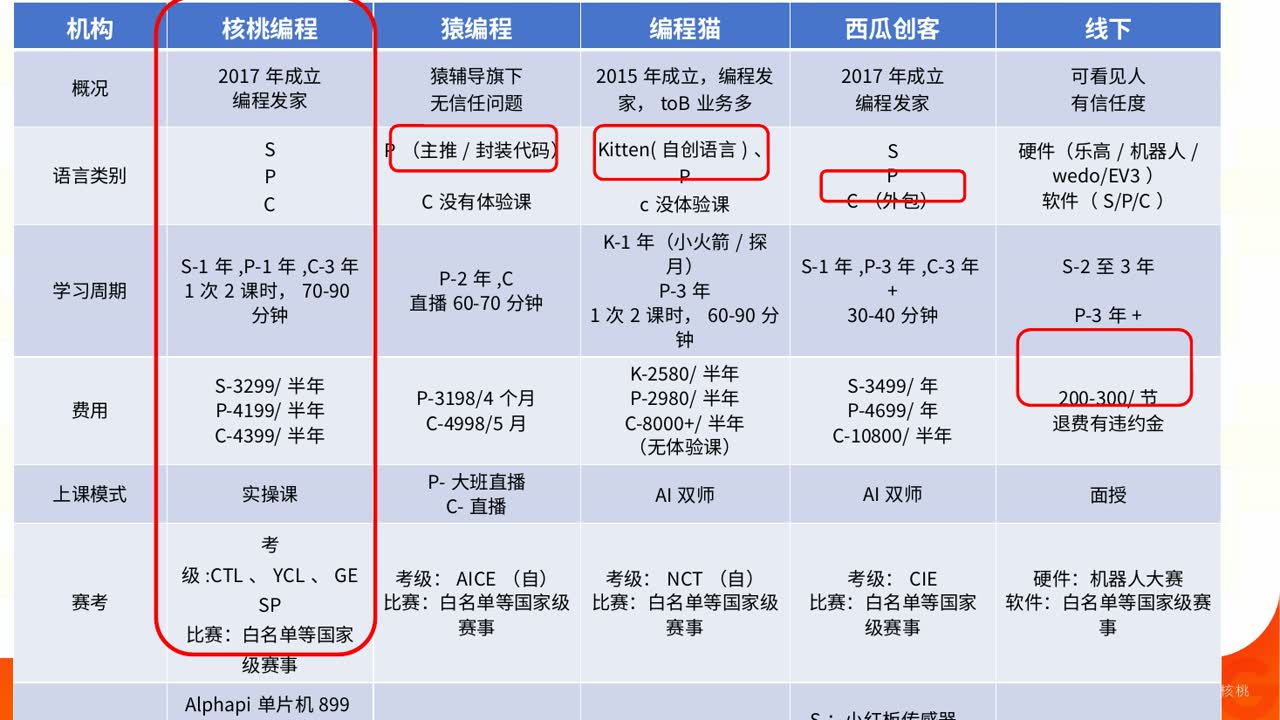 机构
核桃编程
猿编程
编程猫
西瓜创客
线下
概况
2017 年成立
编程发家
猿辅导旗下
无信任问题
2015 年成立，编程发
家， toB 业务多
2017 年成立
编程发家
可看见人
有信任度
语言类别
S
P
C
P （主推 / 封装代码）
C 没有体验课
Kitten( 自创语言 ) 、
P
c 没体验课
S
P
C （外包）
硬件（乐高 / 机器人 /
wedo/EV3 ）
软件（ S/P/C ）
学习周期
S-1 年 ,P-1 年 ,C-3 年
1 次 2 课时， 70-90
分钟
P-2 年 ,C
直播 60-70 分钟
K-1 年（小火箭 / 探
月）
P-3 年
1 次 2 课时， 60-90 分
钟
S-1 年 ,P-3 年 ,C-3 年
+
30-40 分钟
S-2 至 3 年
P-3 年 +
费用
S-3299/ 半年
P-4199/ 半年
C-4399/ 半年
P-3198/4 个月
C-4998/5 月
K-2580/ 半年
P-2980/ 半年
C-8000+/ 半年
（无体验课）
S-3499/ 年
P-4699/ 年
C-10800/ 半年
200-300/ 节
退费有违约金
上课模式
实操课
P- 大班直播
C- 直播
AI 双师
AI 双师
面授
赛考
考
级 :CTL 、 YCL 、 GE
SP
比赛：白名单等国家
级赛事
考级： AICE （自）
比赛：白名单等国家级
赛事
考级： NCT （自）
比赛：白名单等国家级
赛事
考级： CIE
比赛：白名单等国家
级赛事
硬件：机器人大赛
软件：白名单等国家级赛
事
Alphapi 单片机 899
S ：小红板传感器
核桃